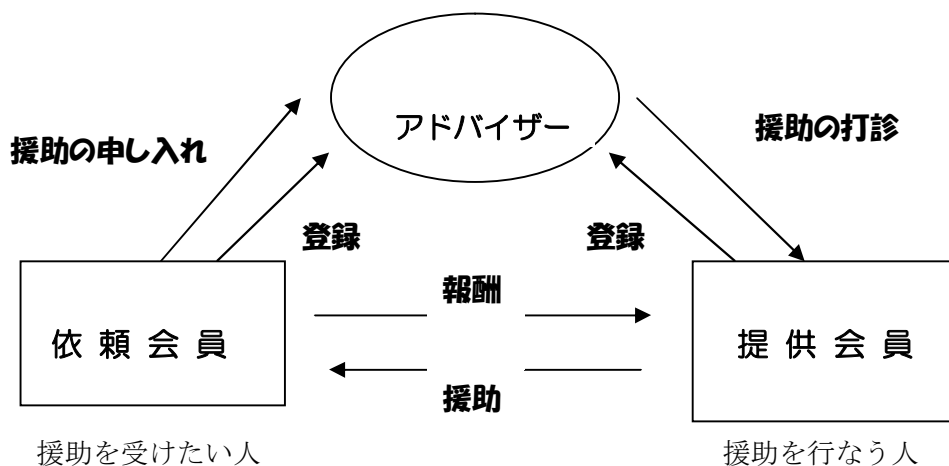 アドバイザー
援助の打診
援助の申し入れ
登録
登録
報酬
依頼会員
提供会員
援助
援助を受けたい人
援助を行なう人